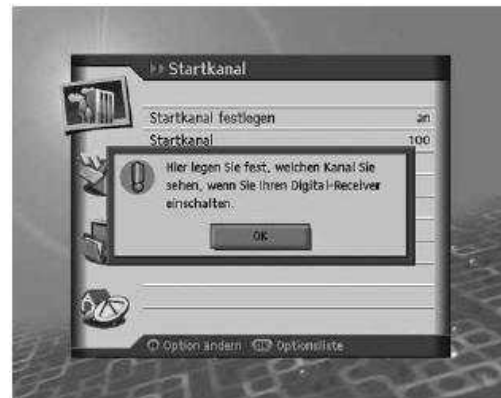 Startkanal
Startkanal festlegen an
Startkanal 100
Hier legen Sie fest, welchen Kanal Sie
sehen, wenn Sie Ihren Digital-Receiver
einschalten.
OK
Option ändern OK Optionsliste